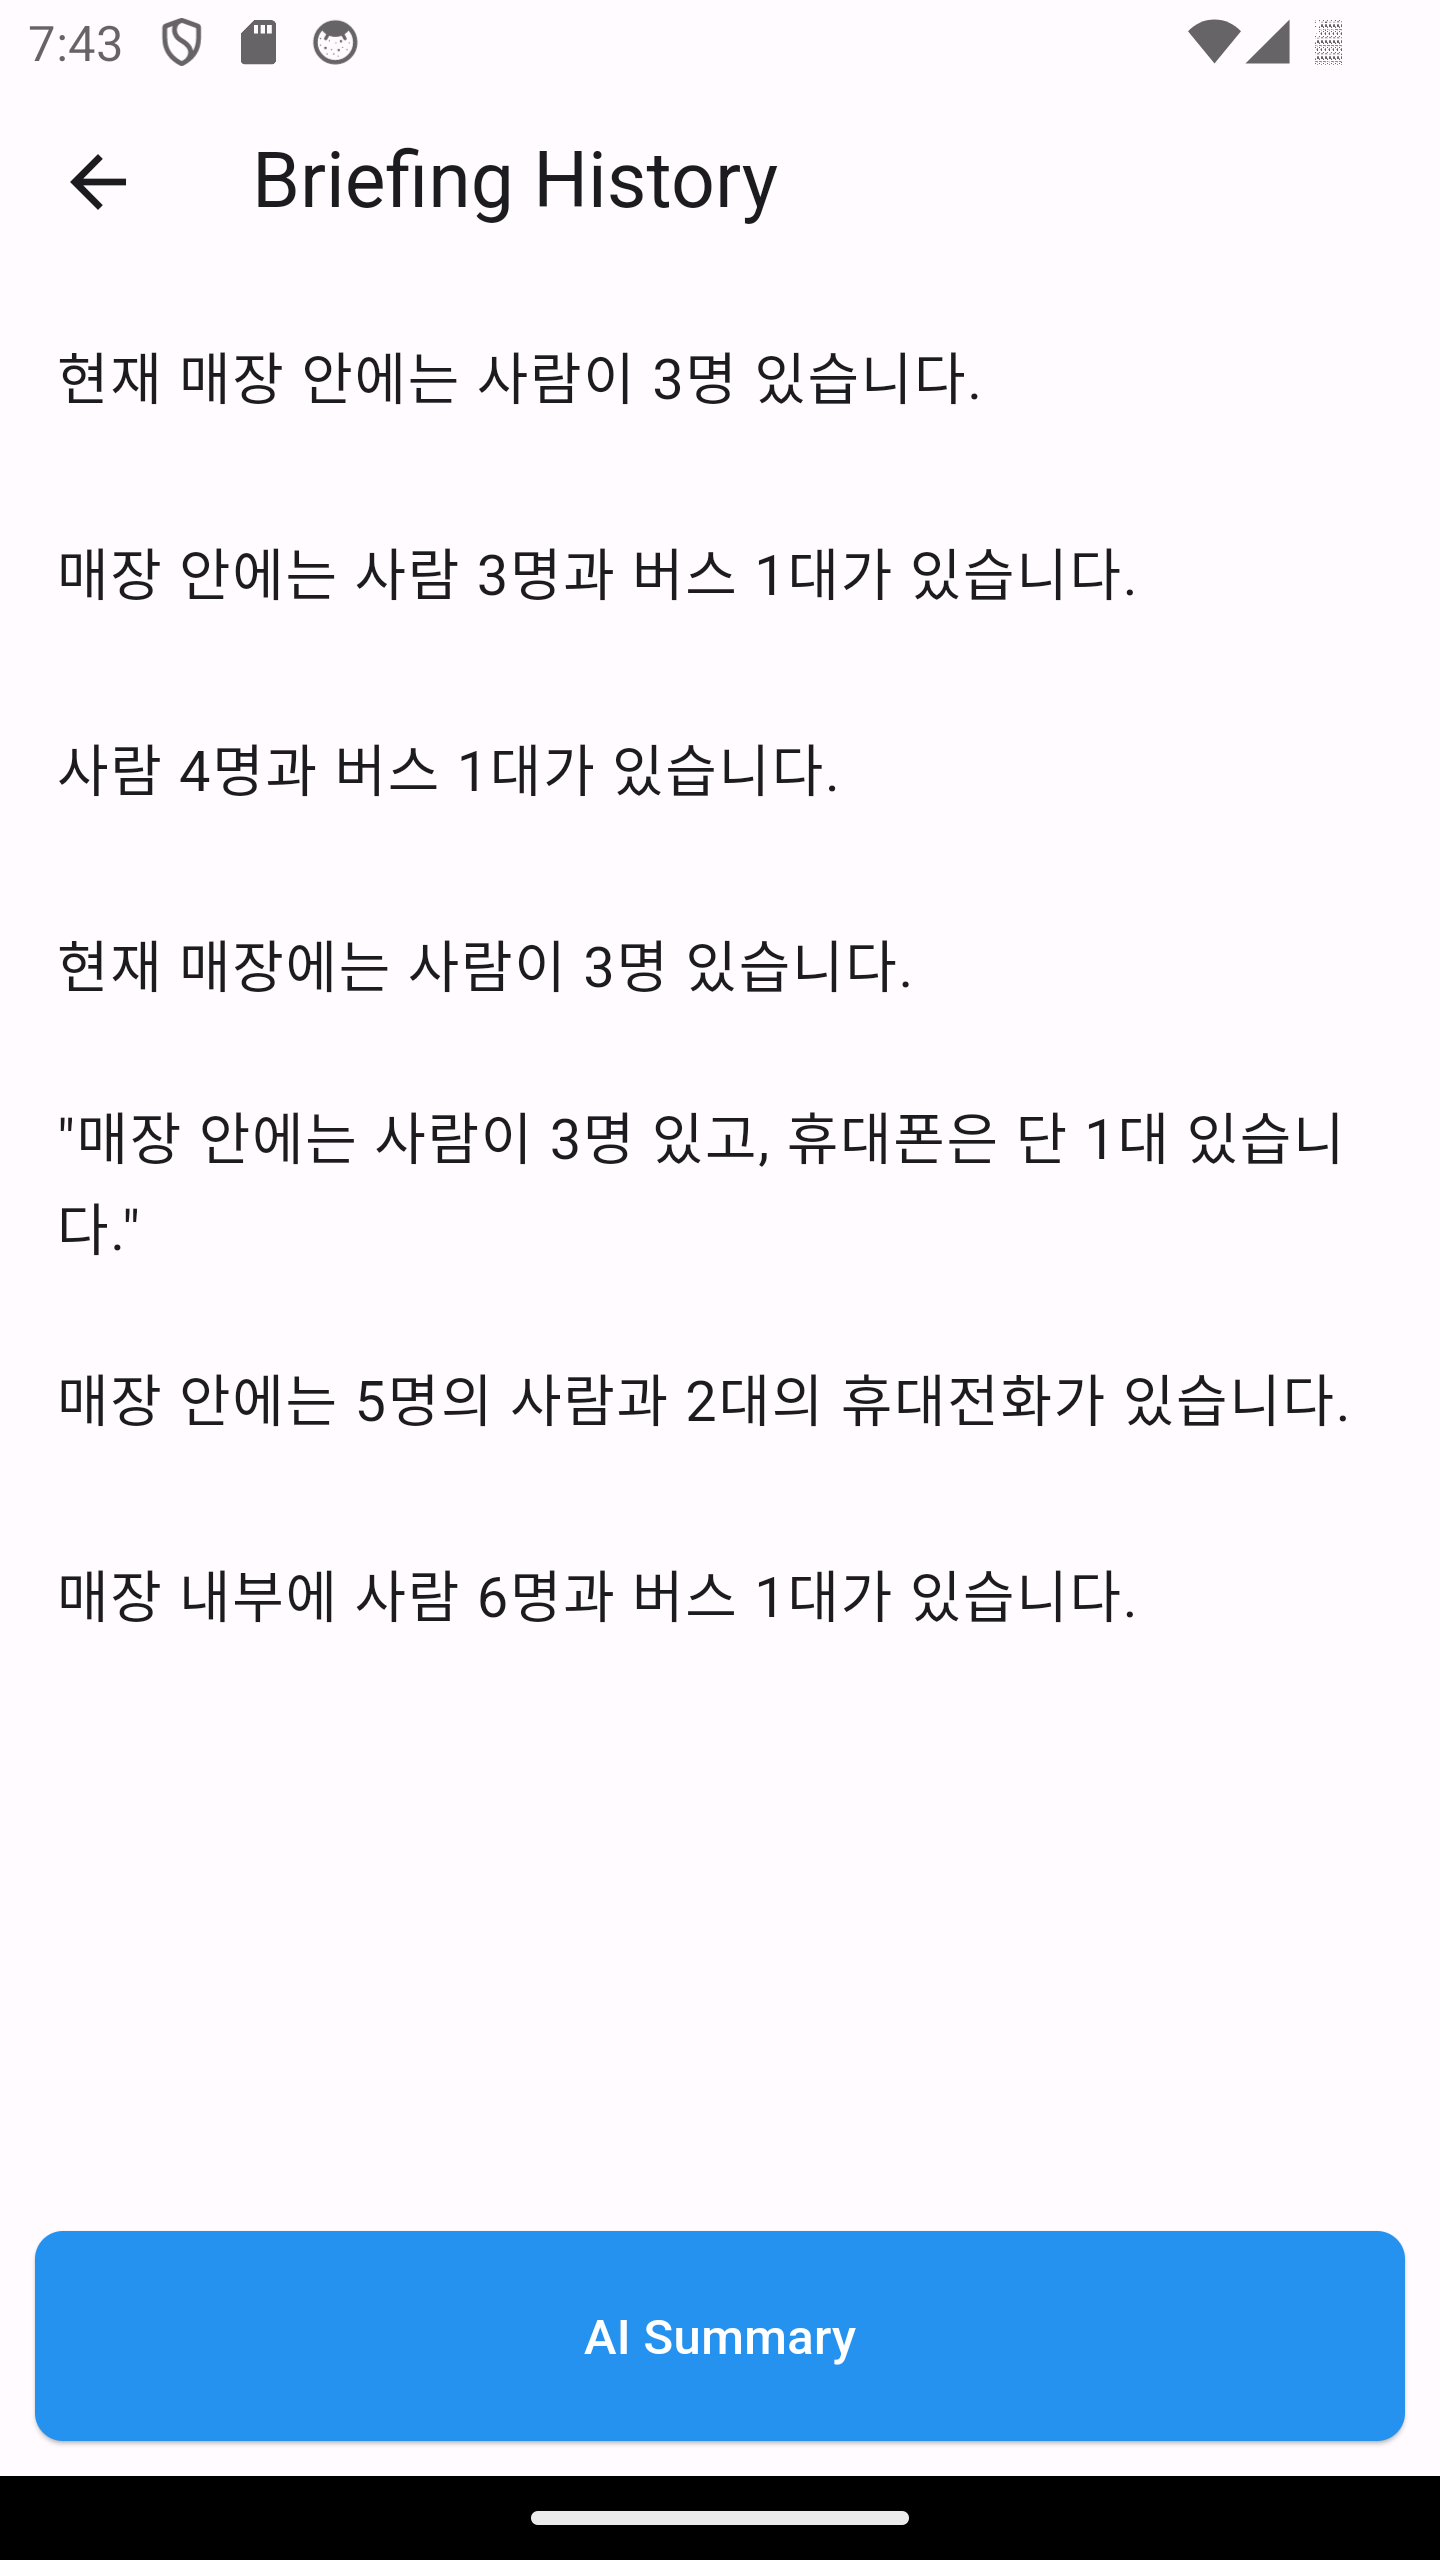 7:43
Briefing History
현재 매장 안에는 사람이 3명 있습니다.
매장 안에는 사람 3명과 버스 1대가 있습니다.
사람 4명과 버스 1대가 있습니다.
현재 매장에는 사람이 3명 있습니다.
"매장 안에는 사람이 3명 있고, 휴대폰은 단 1대 있습니
다."
매장 안에는 5명의 사람과 2대의 휴대전화가 있습니다.
매장 내부에 사람 6명과 버스 1대가 있습니다.
AI Summary